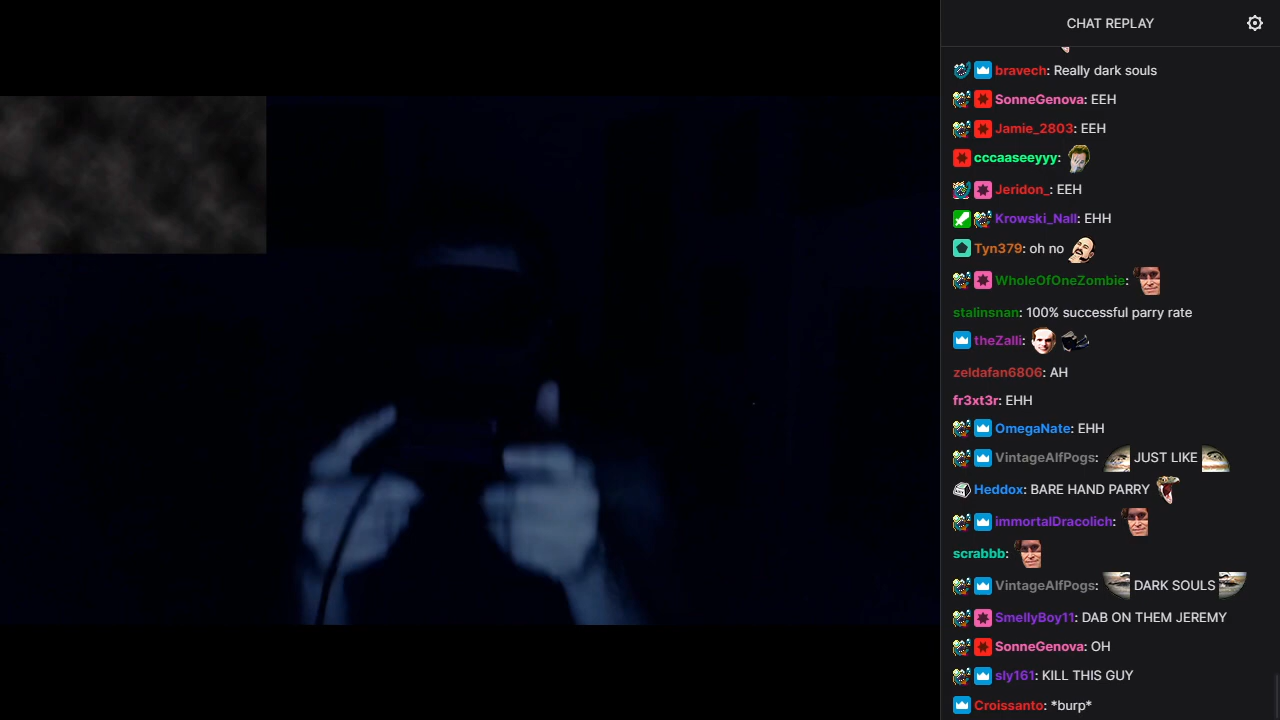 CHAT REPLAY
bravech: Really dark souls
SonneGenova: EEH
Jamie_2803: EEH
cccaaseeyyy:
Jeridon_: EEH
Krowski_Nall: EHH
Tyn379: oh no
WholeOfOneZombie:
stalinsnan: 100% successful parry rate
theZalli:
zeldafan6806: AH
fr3xt3r: EHH
OmegaNate: EHH
VintageAlfPogs: JUST LIKE
Heddox: BARE HAND PARRY
immortalDracolich:
scrabbb:
VintageAlfPogs: DARK SOULS
SmellyBoy11: DAB ON THEM JEREMY
SonneGenova: OH
sly161: KILL THIS GUY
Croissanto: *burp*